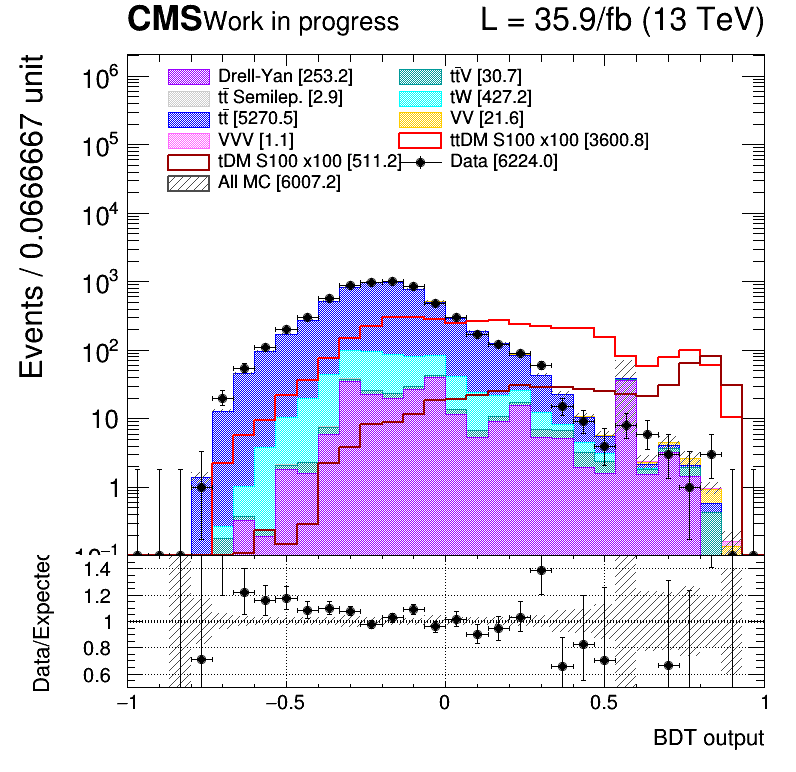 CMS Work in progress L = 35.9/fb (13 TeV)
Events / 0.0666667 unit
10⁶
10⁵
10⁴
10³
10²
10
1
10⁻¹
Drell-Yan [253.2]
tt̄V [30.7]
tt̄ Semilep. [2.9]
tW [427.2]
tt̄ [5270.5]
VV [21.6]
VVV [1.1]
ttDM S100 x100 [3600.8]
tDM S100 x100 [511.2]
Data [6224.0]
All MC [6007.2]
Data/Expected
1.4
1.2
1
0.8
0.6
−1 −0.5 0 0.5 1
BDT output